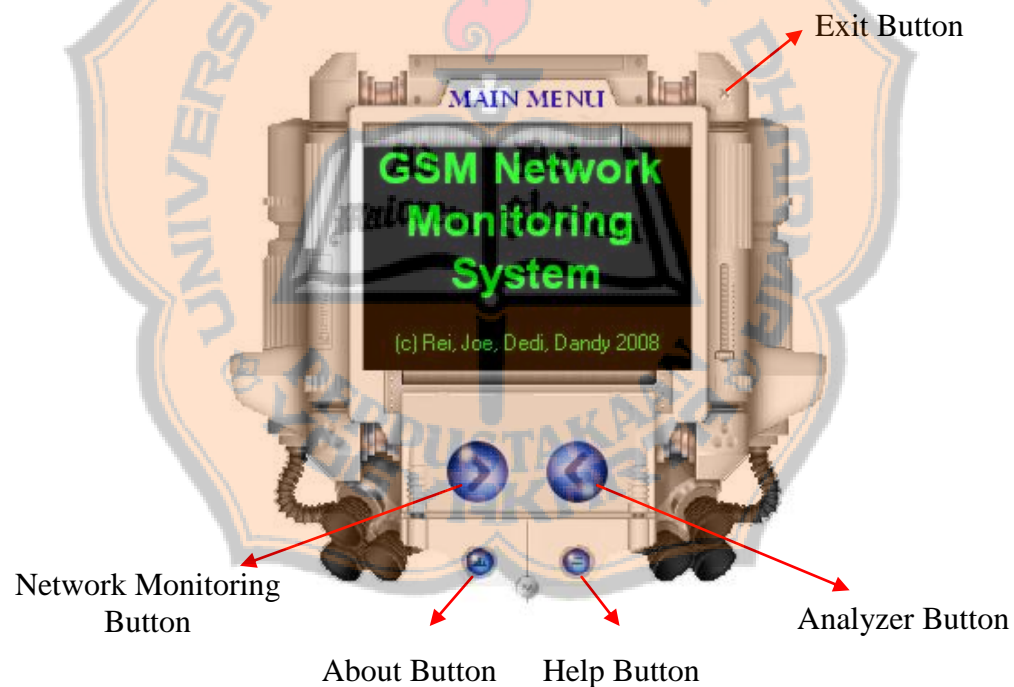 Exit Button
MAIN MENU
GSM Network
Monitoring
System
(c) Rei, Joe, Dedi, Dandy 2008
Network Monitoring
Button
Analyzer Button
About Button
Help Button
PERPUSTAKAAN